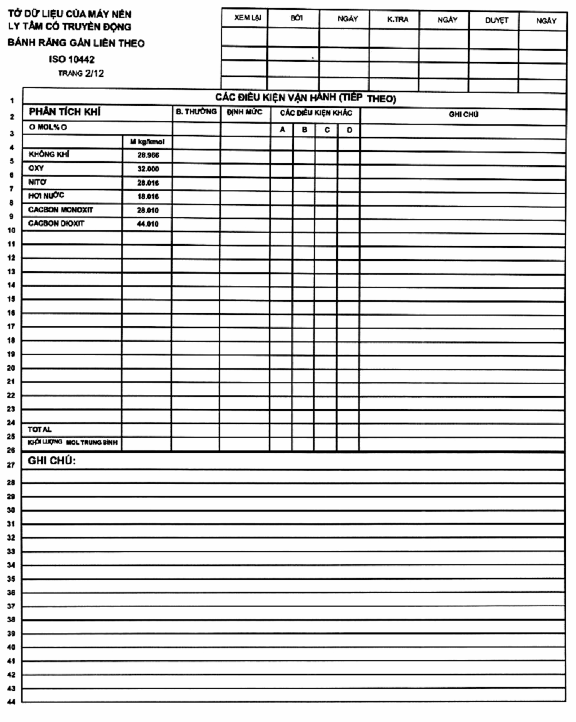 TỜ DỮ LIỆU CỦA MÁY NÉN
LY TÂM CÓ TRUYỀN ĐỘNG
BÁNH RĂNG GẮN LIỀN THEO
ISO 10442
TRANG 2/12
XEM LẠI BỞI NGÀY K.TRA NGÀY DUYỆT NGÀY
1 CÁC ĐIỀU KIỆN VẬN HÀNH (TIẾP THEO)
2 PHÂN TÍCH KHÍ B. THƯỜNG ĐỊNH MỨC CÁC ĐIỀU KIỆN KHÁC GHI CHÚ
3 O MOL% O A B C D
4 M kg/kmol
5 KHÔNG KHÍ 28.966
6 OXY 32.000
7 NITƠ 28.016
8 HƠI NƯỚC 18.016
9 CACBON MONOXIT 28.010
10 CACBON DIOXIT 44.010
11
12
13
14
15
16
17
18
19
20
21
22
23
24 TOTAL
25 KHỐI LƯỢNG MOL TRUNG BÌNH
26
27 GHI CHÚ:
28
29
30
31
32
33
34
35
36
37
38
39
40
41
42
43
44